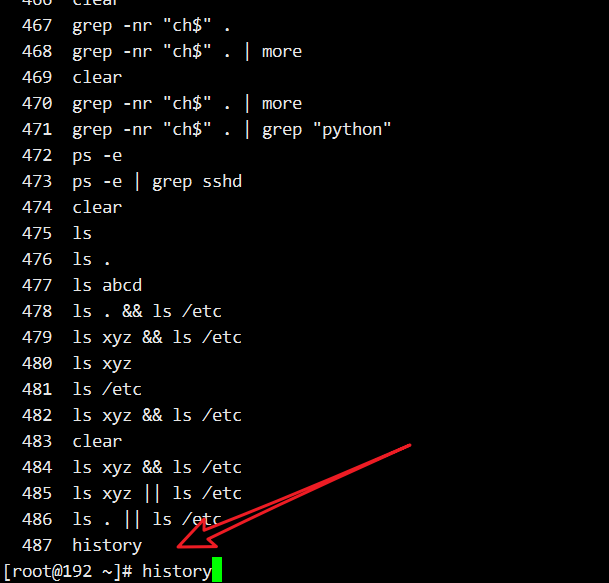 466 clear
467 grep -nr "ch$" .
468 grep -nr "ch$" . | more
469 clear
470 grep -nr "ch$" . | more
471 grep -nr "ch$" . | grep "python"
472 ps -e
473 ps -e | grep sshd
474 clear
475 ls
476 ls .
477 ls abcd
478 ls . && ls /etc
479 ls xyz && ls /etc
480 ls xyz
481 ls /etc
482 ls xyz && ls /etc
483 clear
484 ls xyz && ls /etc
485 ls xyz || ls /etc
486 ls . || ls /etc
487 history
[root@192 ~]# history